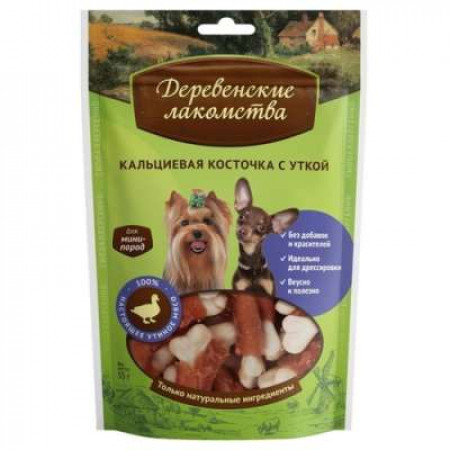 Деревенские
лакомства
КАЛЬЦИЕВАЯ КОСТОЧКА С УТКОЙ
Для
мини-
пород
Без добавок
и красителей
Идеально
для дрессировки
Вкусно
и полезно
100%
НАСТОЯЩЕЕ УТИНОЕ МЯСО
55 г
Только натуральные ингредиенты